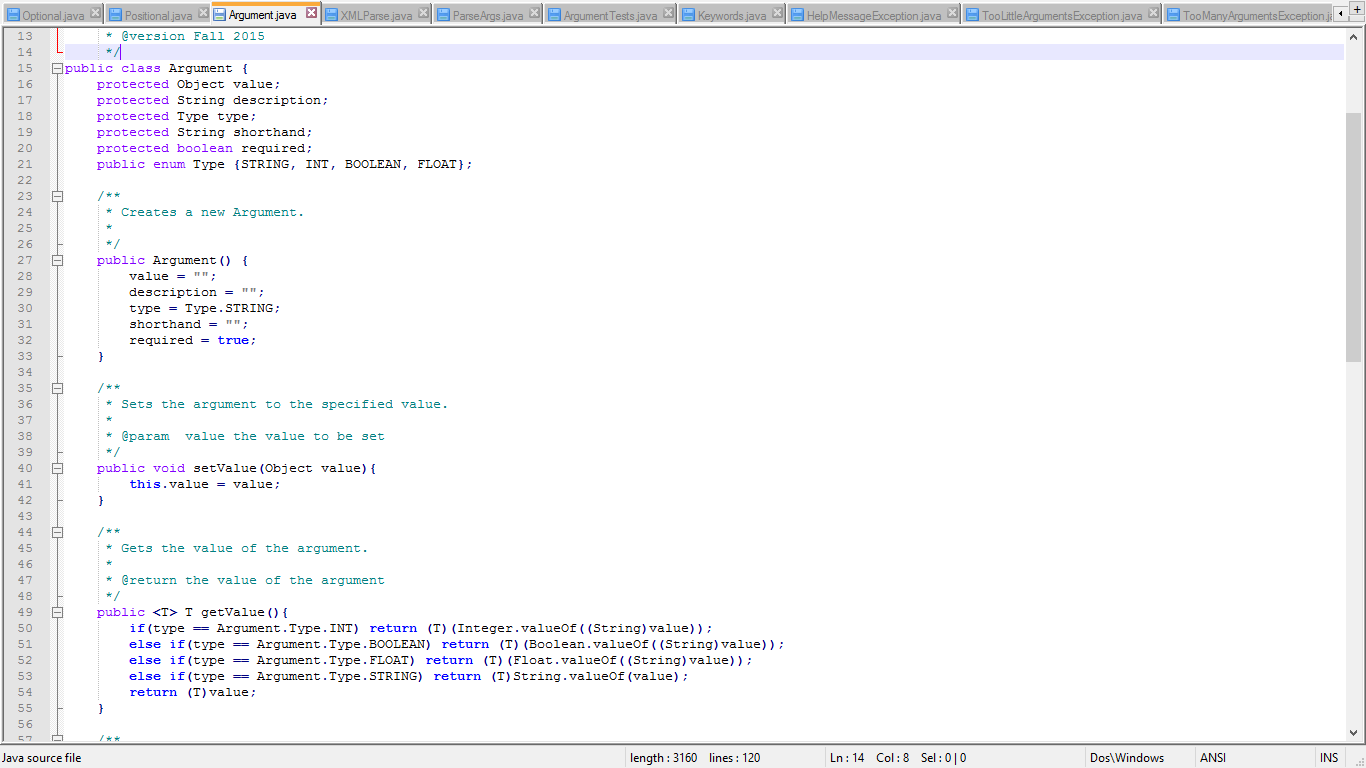 Optional.java Positional.java Argument.java XMLParse.java ParseArgs.java ArgumentTests.java Keywords.java HelpMessageException.java TooLittleArgumentsException.java TooManyArgumentsException.j
13 * @version Fall 2015
14 */
15 public class Argument {
16 protected Object value;
17 protected String description;
18 protected Type type;
19 protected String shorthand;
20 protected boolean required;
21 public enum Type {STRING, INT, BOOLEAN, FLOAT};
22
23 /**
24 * Creates a new Argument.
25 *
26 */
27 public Argument() {
28 value = "";
29 description = "";
30 type = Type.STRING;
31 shorthand = "";
32 required = true;
33 }
34
35 /**
36 * Sets the argument to the specified value.
37 *
38 * @param  value the value to be set
39 */
40 public void setValue(Object value){
41 this.value = value;
42 }
43
44 /**
45 * Gets the value of the argument.
46 *
47 * @return the value of the argument
48 */
49 public <T> T getValue(){
50 if(type == Argument.Type.INT) return (T)(Integer.valueOf((String)value));
51 else if(type == Argument.Type.BOOLEAN) return (T)(Boolean.valueOf((String)value));
52 else if(type == Argument.Type.FLOAT) return (T)(Float.valueOf((String)value));
53 else if(type == Argument.Type.STRING) return (T)String.valueOf(value);
54 return (T)value;
55 }
56
57 /**
Java source file length : 3160 lines : 120 Ln : 14 Col : 8 Sel : 0 | 0 Dos\Windows ANSI INS